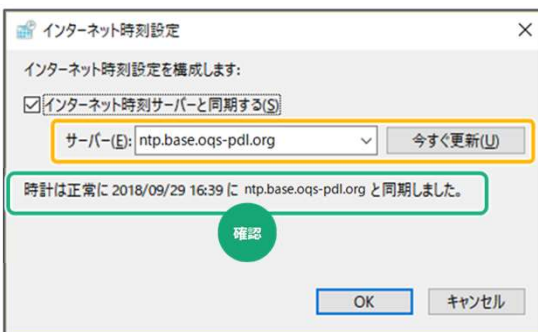 インターネット時刻設定
インターネット時刻設定を構成します:
インターネット時刻サーバーと同期する(S)
サーバー(E): ntp.base.oqs-pdl.org 今すぐ更新(U)
時計は正常に 2018/09/29 16:39 に ntp.base.oqs-pdl.org と同期しました。
確認
OK キャンセル